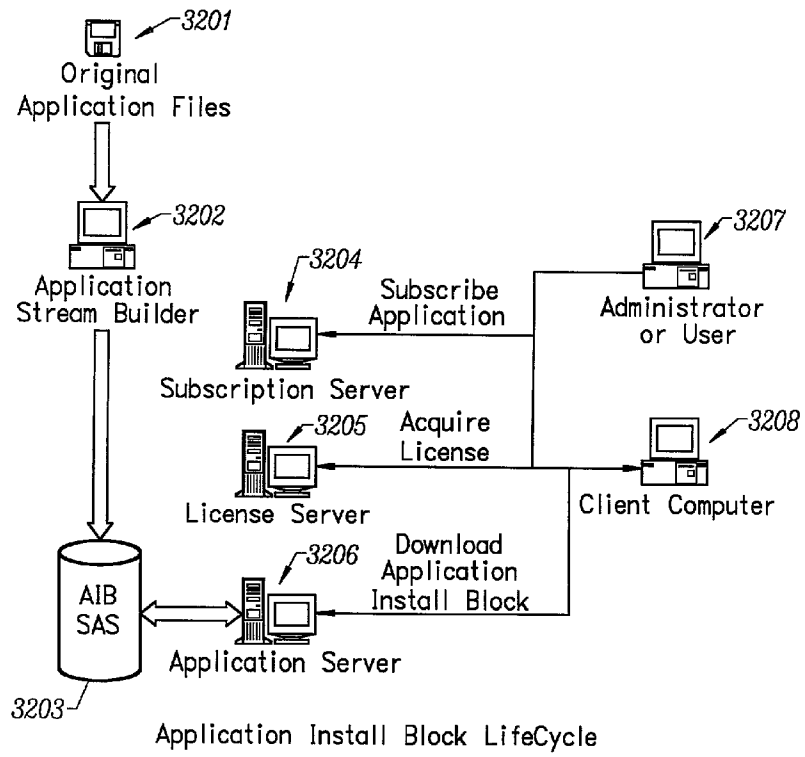 3201
Original
Application Files
3202
Application
Stream Builder
3204
Subscribe
Application
3207
Administrator
or User
Subscription Server
3205
Acquire
License
3208
License Server
Client Computer
3206
Download
Application
Install Block
AIB
SAS
Application Server
3203
Application Install Block LifeCycle